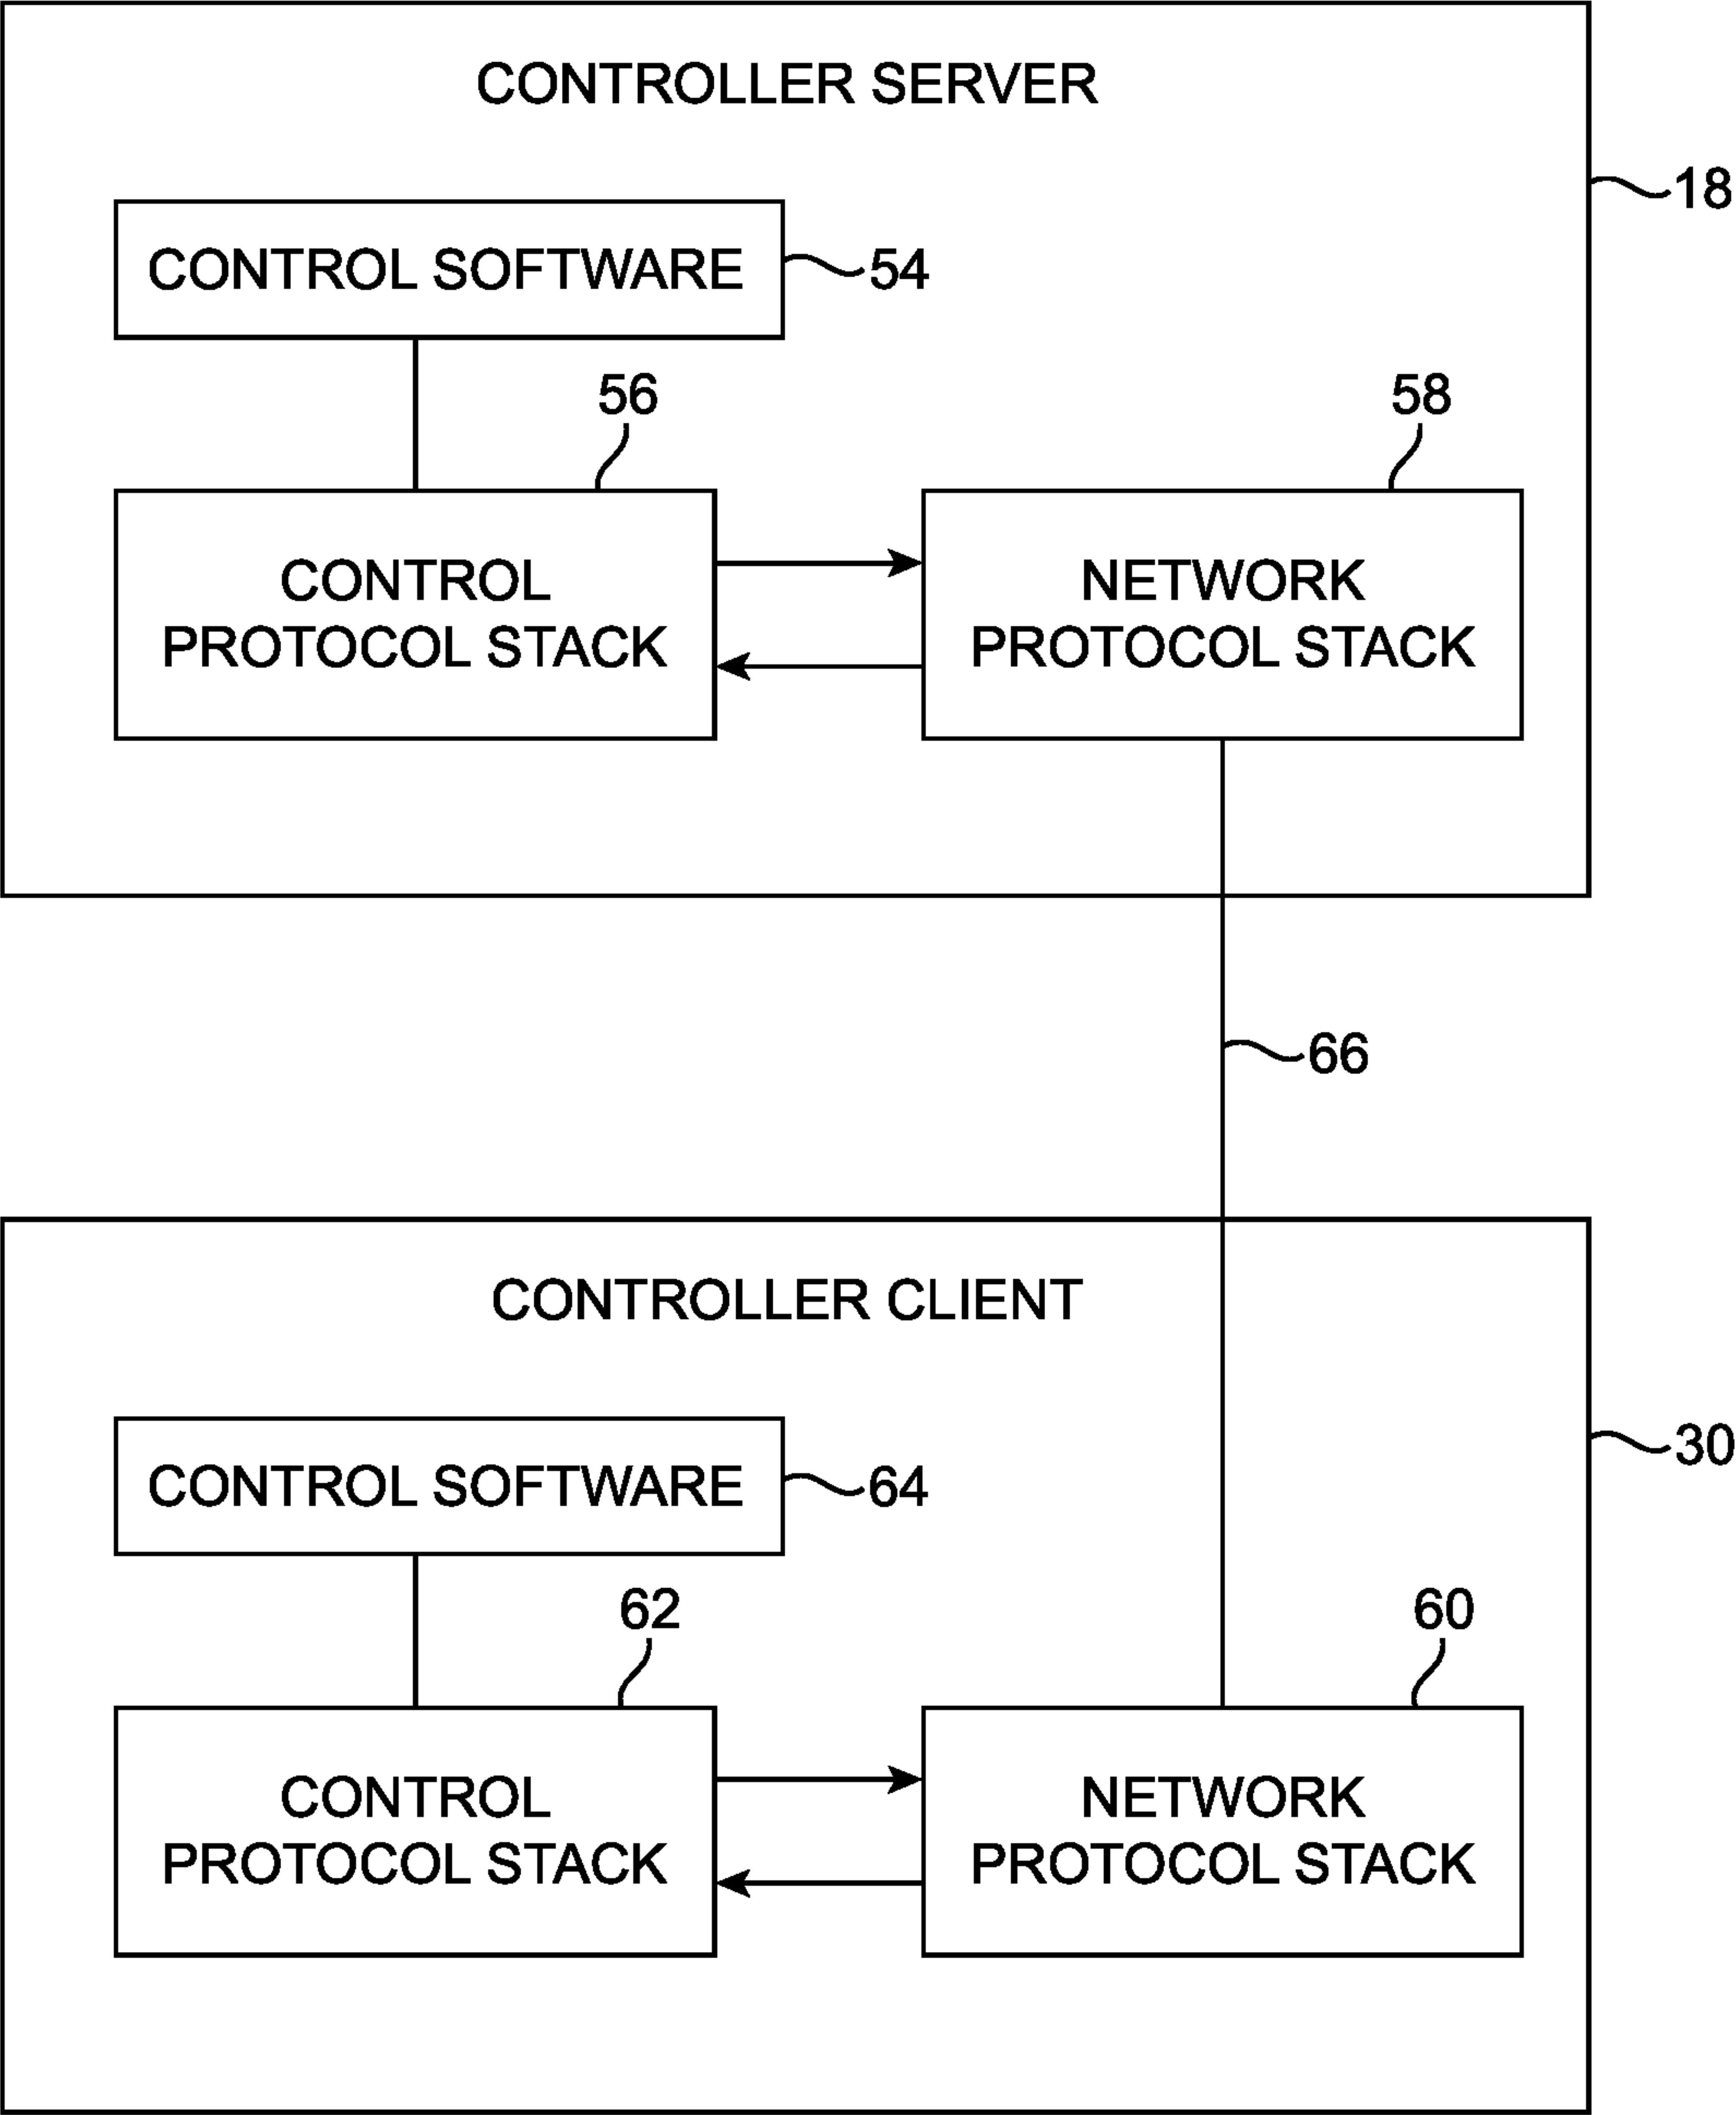 CONTROLLER SERVER
18
CONTROL SOFTWARE
54
56
58
CONTROL
PROTOCOL STACK
NETWORK
PROTOCOL STACK
66
CONTROLLER CLIENT
30
CONTROL SOFTWARE
64
62
60
CONTROL
PROTOCOL STACK
NETWORK
PROTOCOL STACK